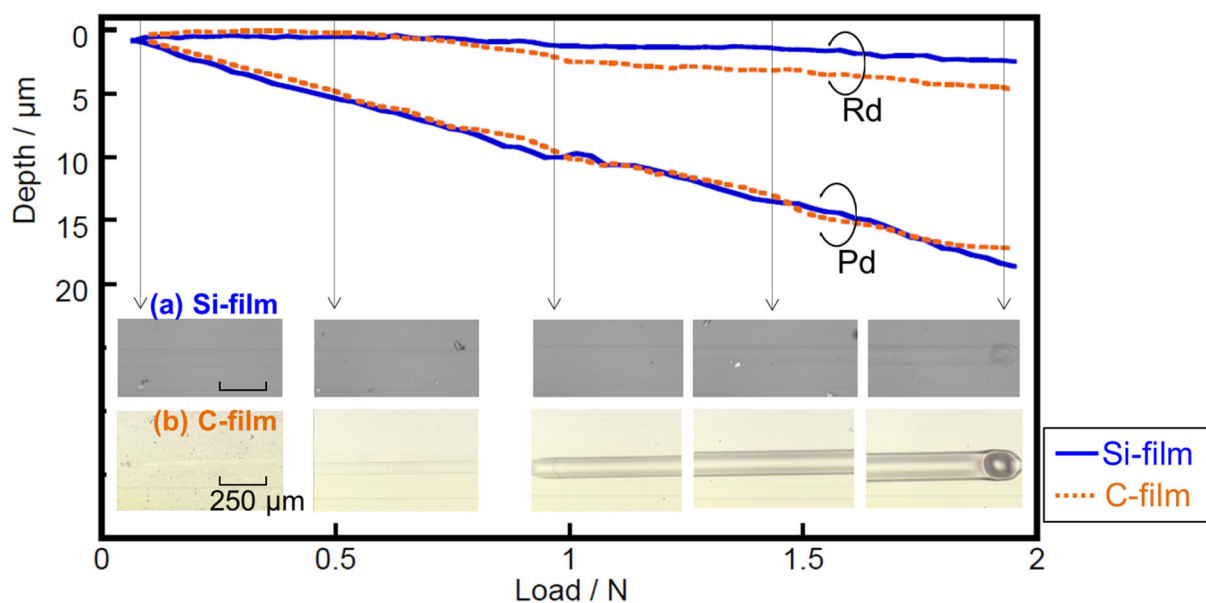 0
5
10
15
20
Depth / μm
Rd
Pd
(a) Si-film
(b) C-film
250 μm
Si-film
C-film
0
0.5
1
1.5
2
Load / N